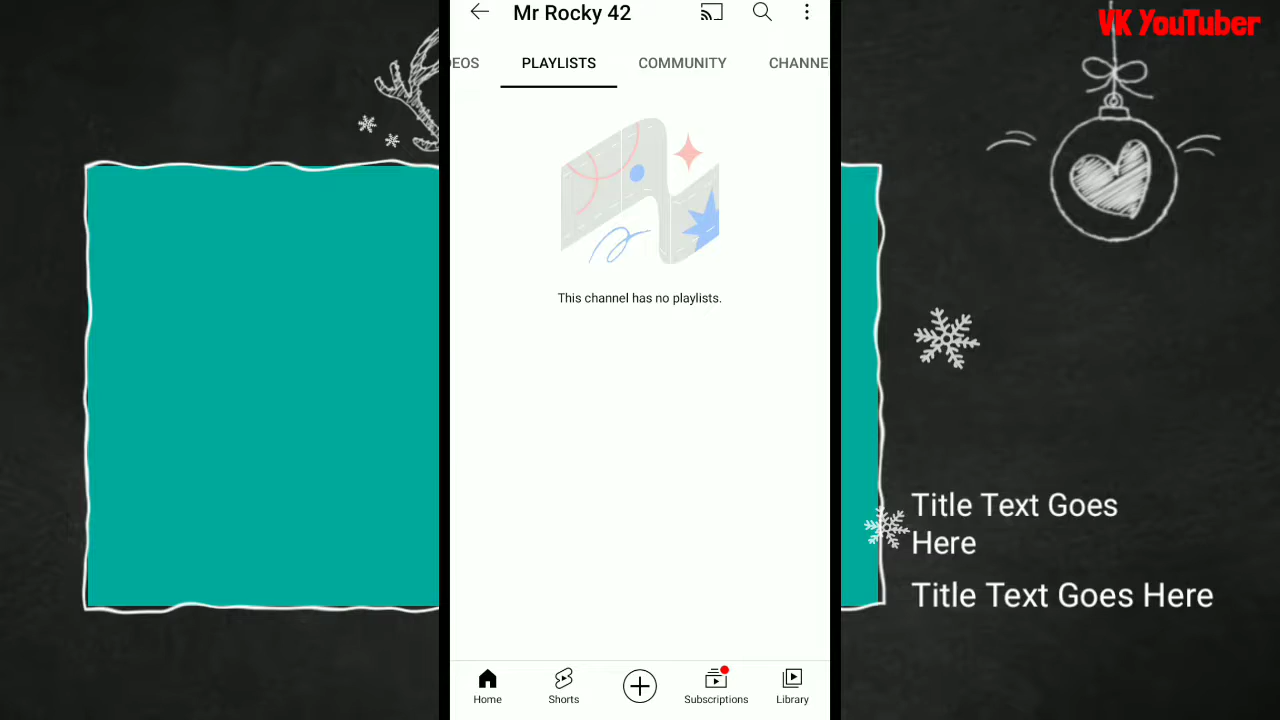 Mr Rocky 42
VK YouTuber
EOS PLAYLISTS COMMUNITY CHANNE
This channel has no playlists.
Title Text Goes
Here
Title Text Goes Here
Home Shorts Subscriptions Library